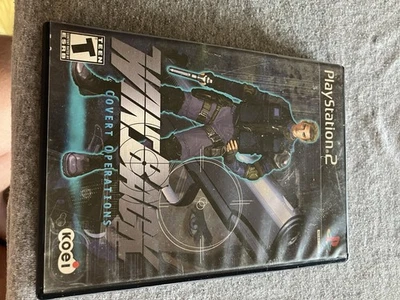 PlayStation.2
WINBACK
COVERT OPERATIONS
TEEN
T
ESRB
KOEI